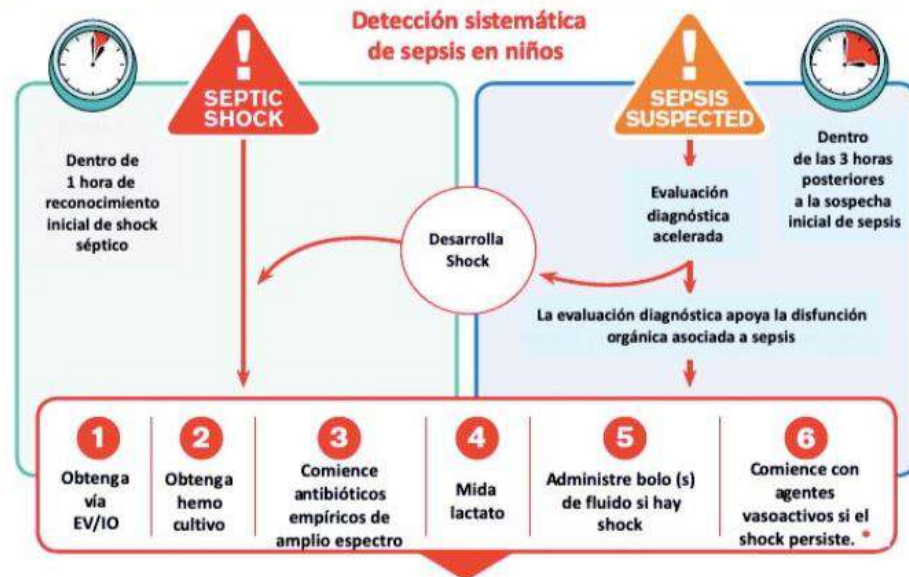 Detección sistemática
de sepsis en niños
SEPTIC
SHOCK
SEPSIS
SUSPECTED
Dentro de
1 hora de
reconocimiento
inicial de shock
séptico
Dentro
de las 3 horas
posteriores
a la sospecha
inicial de sepsis
Evaluación
diagnóstica
acelerada
Desarrolla
Shock
La evaluación diagnóstica apoya la disfunción
orgánica asociada a sepsis
1
Obtenga
vía
EV/IO
2
Obtenga
hemo
cultivo
3
Comience
antibióticos
empíricos de
amplio espectro
4
Mida
lactato
5
Administre bolo (s)
de fluido si hay
shock
6
Comience con
agentes
vasoactivos si el
shock persiste. *